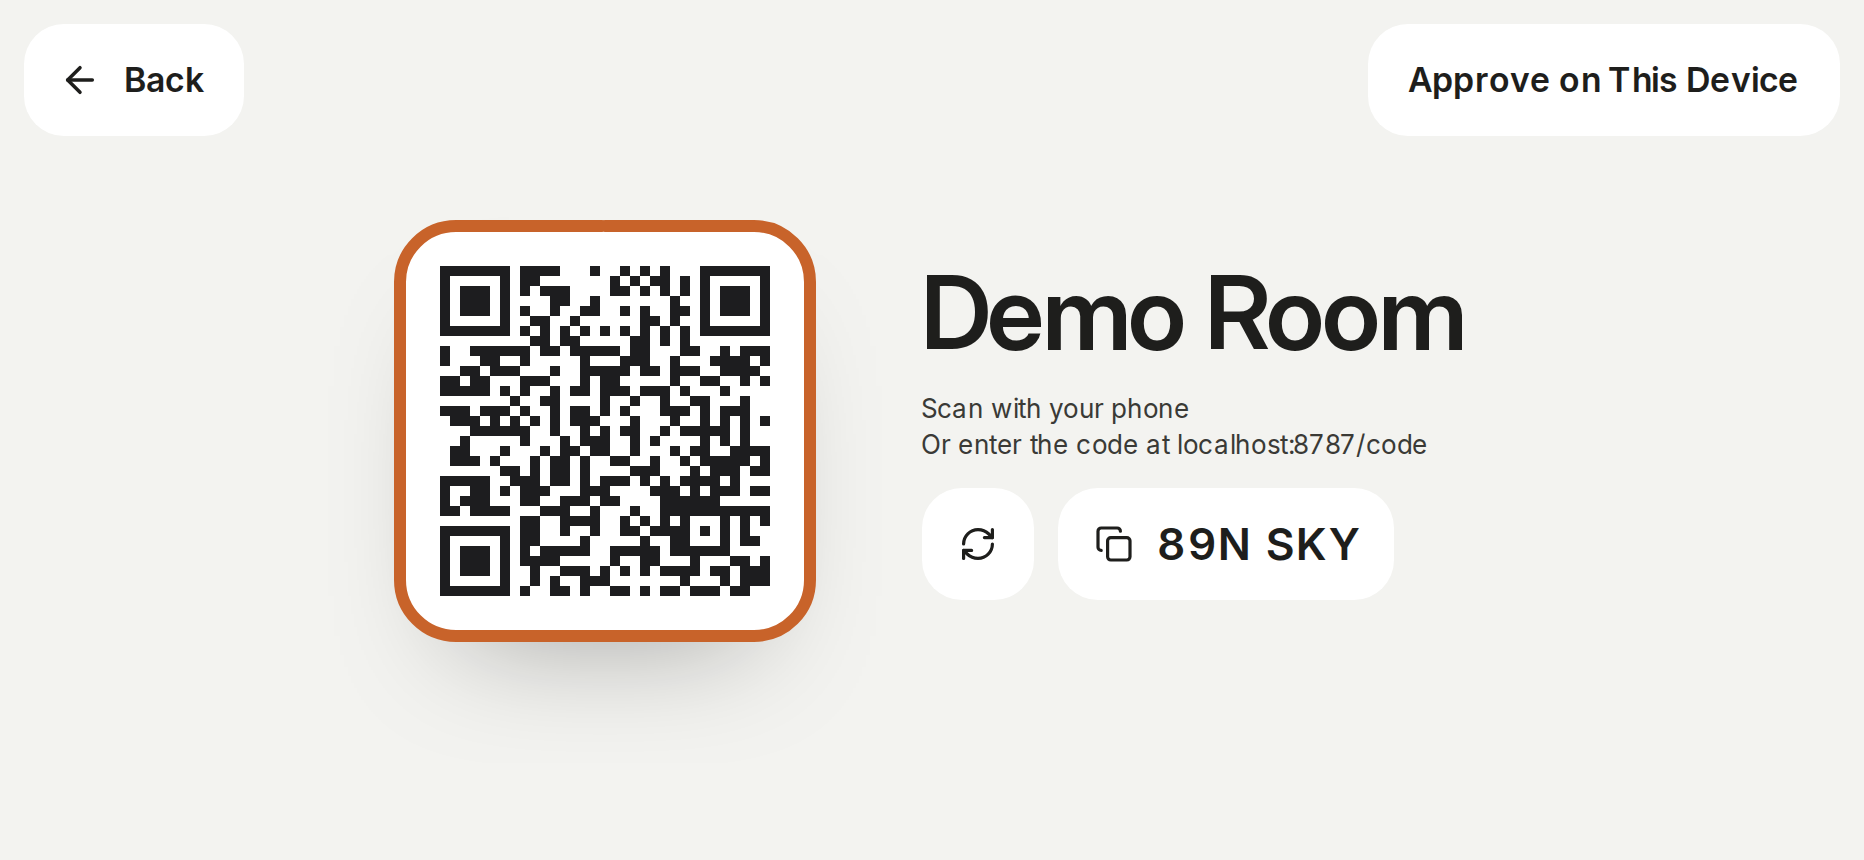 Back
Approve on This Device
Demo Room
Scan with your phone
Or enter the code at localhost:8787/code
89N SKY